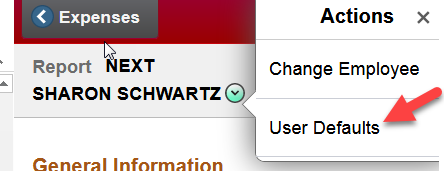 Expenses
Report NEXT
SHARON SCHWARTZ
General Information
Actions ×
Change Employee
User Defaults